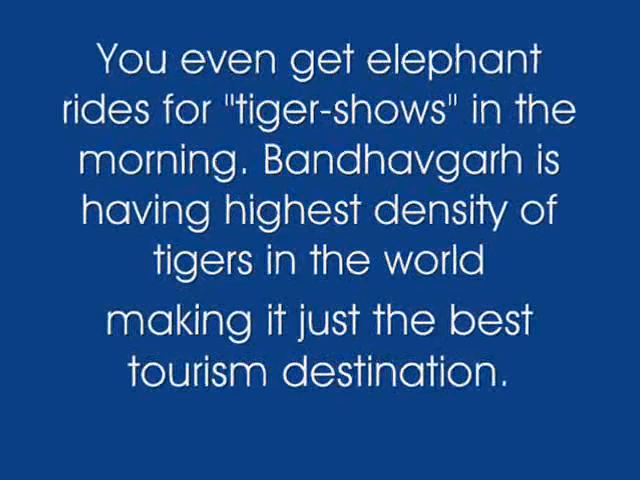 You even get elephant
rides for "tiger-shows" in the
morning. Bandhavgarh is
having highest density of
tigers in the world
making it just the best
tourism destination.